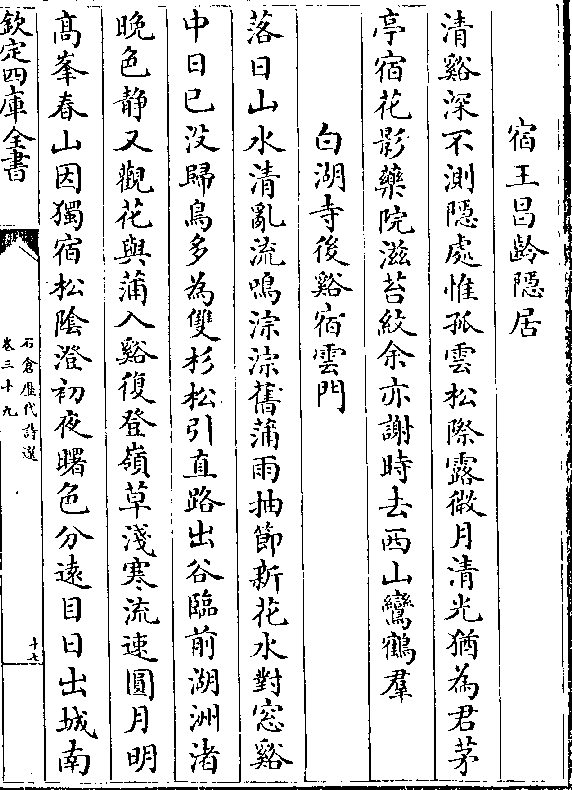 宿王昌齡隱居
清谿深不測隱處惟孤雲松際露微月清光猶為君茅
亭宿花影藥院滋苔紋余亦謝時去西山鸞鶴羣
白湖寺後谿宿雲門
落日山水清亂流鳴淙淙舊蒲雨抽節新花水對窓谿
中日已没歸鳥多為雙杉松引直路出谷臨前湖洲渚
晚色静又觀花與蒲入谿復登嶺草淺寒流速圓月明
髙峯春山因獨宿松陰澄初夜曙色分逺目日出城南
欽定四庫全書
石倉歴代詩選
卷三十九
十五